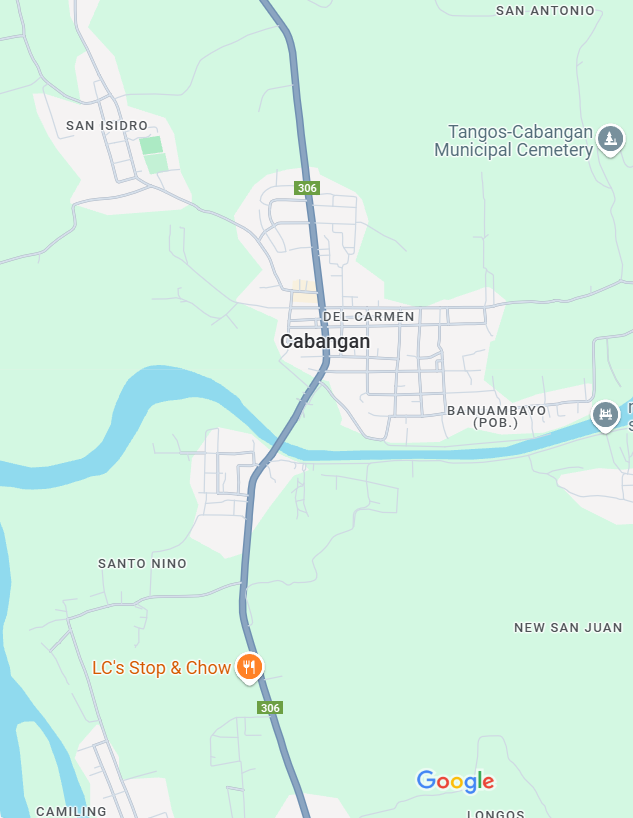 SAN ANTONIO
SAN ISIDRO
Tangos-Cabangan
Municipal Cemetery
306
DEL CARMEN
Cabangan
BANUAMBAYO
(POB.)
SANTO NINO
NEW SAN JUAN
LC's Stop & Chow
306
Google
CAMILING
LONGOS